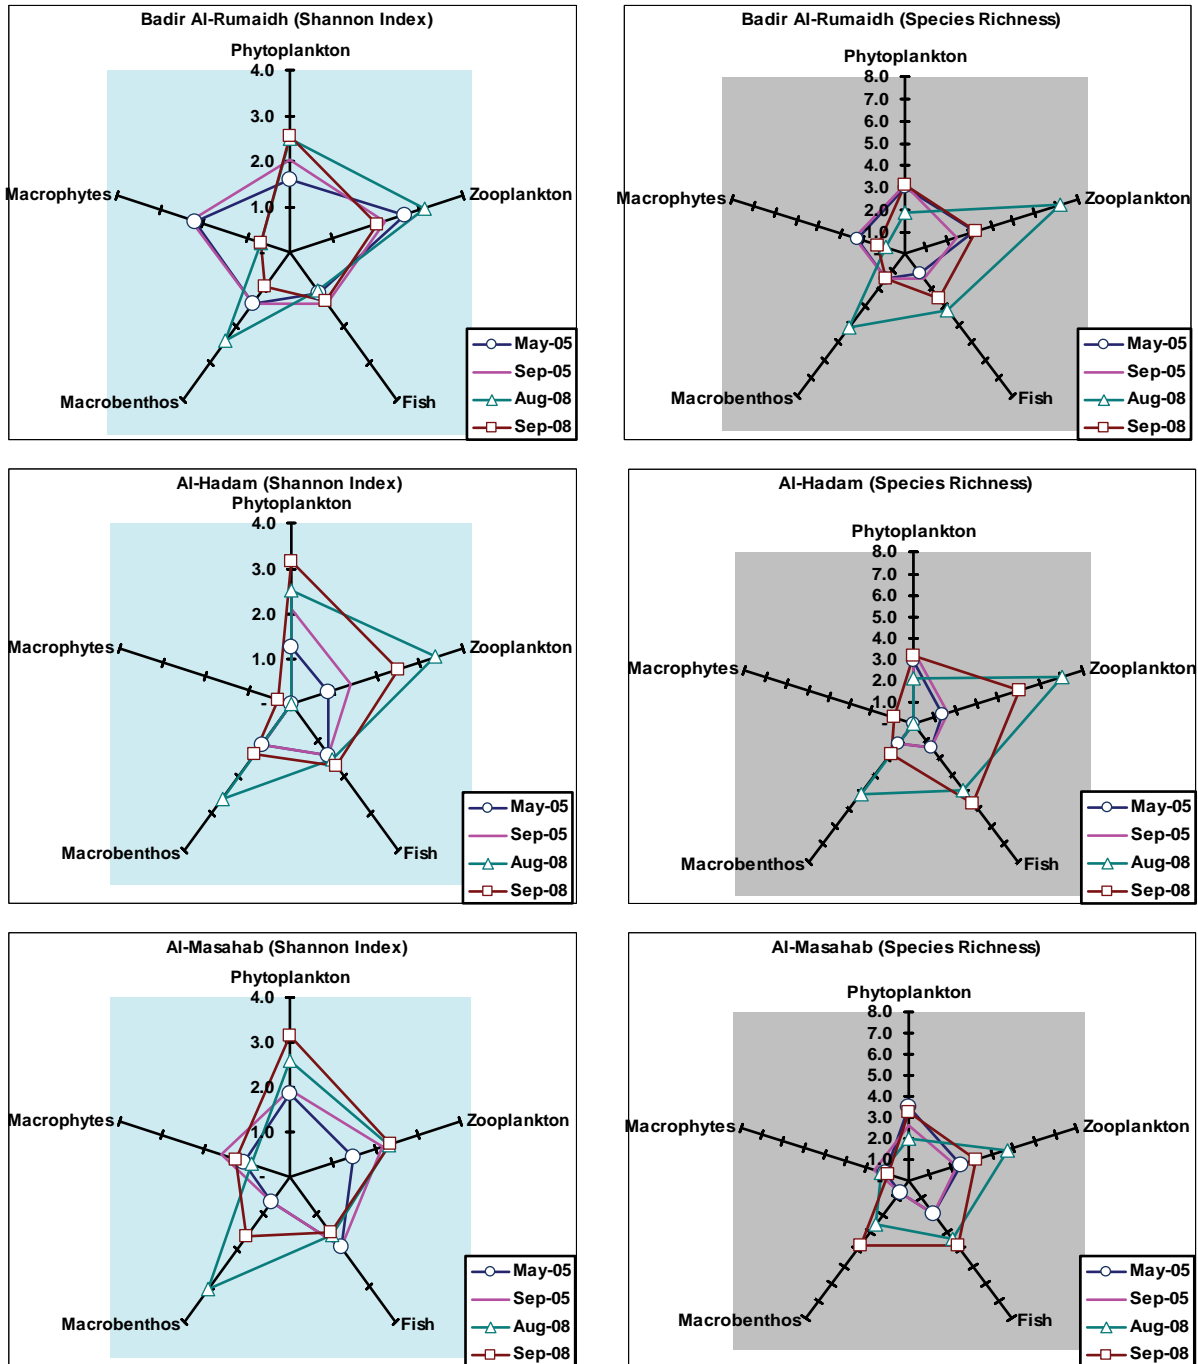 Badir Al-Rumaidh (Shannon Index)
Phytoplankton
4.0
3.0
2.0
1.0
-
Macrophytes
Zooplankton
Macrobenthos
Fish
May-05
Sep-05
Aug-08
Sep-08
Badir Al-Rumaidh (Species Richness)
Phytoplankton
8.0
7.0
6.0
5.0
4.0
3.0
2.0
1.0
-
Macrophytes
Zooplankton
Macrobenthos
Fish
May-05
Sep-05
Aug-08
Sep-08
Al-Hadam (Shannon Index)
Phytoplankton
4.0
3.0
2.0
1.0
-
Macrophytes
Zooplankton
Macrobenthos
Fish
May-05
Sep-05
Aug-08
Sep-08
Al-Hadam (Species Richness)
Phytoplankton
8.0
7.0
6.0
5.0
4.0
3.0
2.0
1.0
-
Macrophytes
Zooplankton
Macrobenthos
Fish
May-05
Sep-05
Aug-08
Sep-08
Al-Masahab (Shannon Index)
Phytoplankton
4.0
3.0
2.0
1.0
-
Macrophytes
Zooplankton
Macrobenthos
Fish
May-05
Sep-05
Aug-08
Sep-08
Al-Masahab (Species Richness)
Phytoplankton
8.0
7.0
6.0
5.0
4.0
3.0
2.0
1.0
-
Macrophytes
Zooplankton
Macrobenthos
Fish
May-05
Sep-05
Aug-08
Sep-08